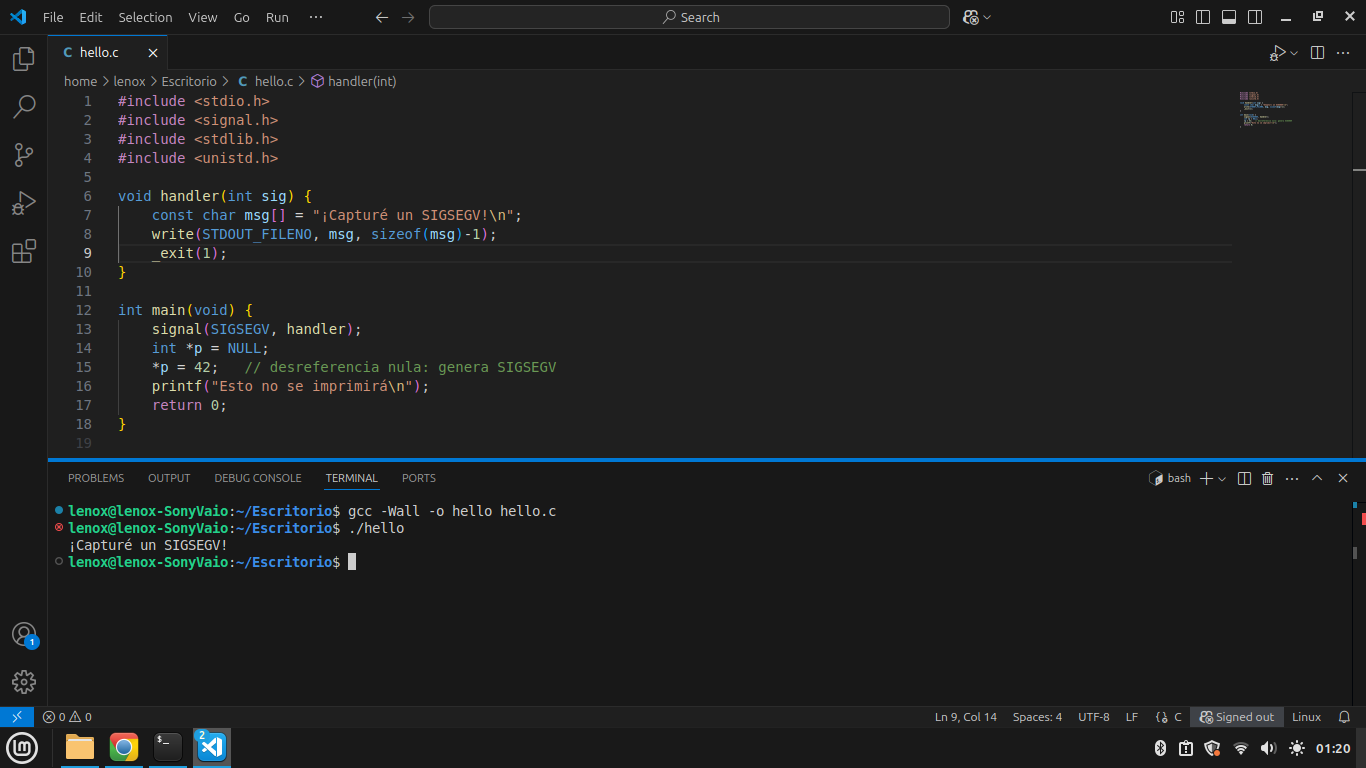 File Edit Selection View Go Run ··· Search
hello.c
home > lenox > Escritorio > C hello.c > handler(int)
1 #include <stdio.h>
2 #include <signal.h>
3 #include <stdlib.h>
4 #include <unistd.h>
5
6 void handler(int sig) {
7     const char msg[] = "¡Capturé un SIGSEGV!\n";
8     write(STDOUT_FILENO, msg, sizeof(msg)-1);
9     _exit(1);
10 }
11
12 int main(void) {
13     signal(SIGSEGV, handler);
14     int *p = NULL;
15     *p = 42;   // desreferencia nula: genera SIGSEGV
16     printf("Esto no se imprimirá\n");
17     return 0;
18 }
19
PROBLEMS OUTPUT DEBUG CONSOLE TERMINAL PORTS bash
lenox@lenox-SonyVaio:~/Escritorio$ gcc -Wall -o hello hello.c
lenox@lenox-SonyVaio:~/Escritorio$ ./hello
¡Capturé un SIGSEGV!
lenox@lenox-SonyVaio:~/Escritorio$
1
0 0 Ln 9, Col 14 Spaces: 4 UTF-8 LF {} C Signed out Linux
2 01:20